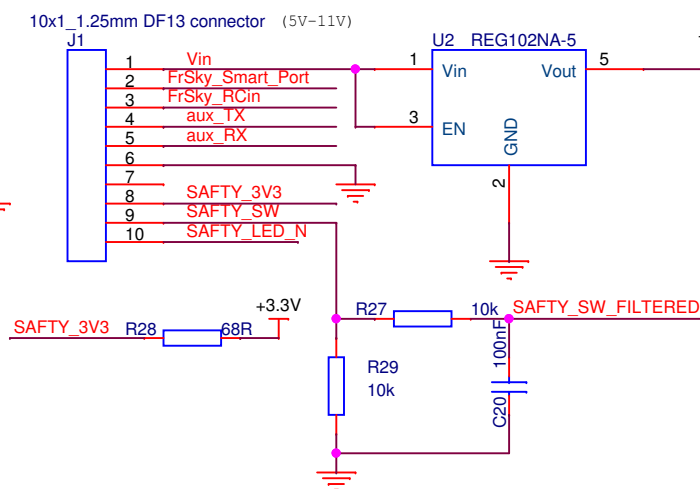 10x1_1.25mm DF13 connector (5V-11V)
J1
1 Vin
2 FrSky_Smart_Port
3 FrSky_RCin
4 aux_TX
5 aux_RX
6
7
8 SAFTY_3V3
9 SAFTY_SW
10 SAFTY_LED_N
U2 REG102NA-5
1 Vin Vout 5
3 EN
GND
2
+3.3V
SAFTY_3V3 R28 68R
R27 10k SAFTY_SW_FILTERED
R29
10k
100nF
C20